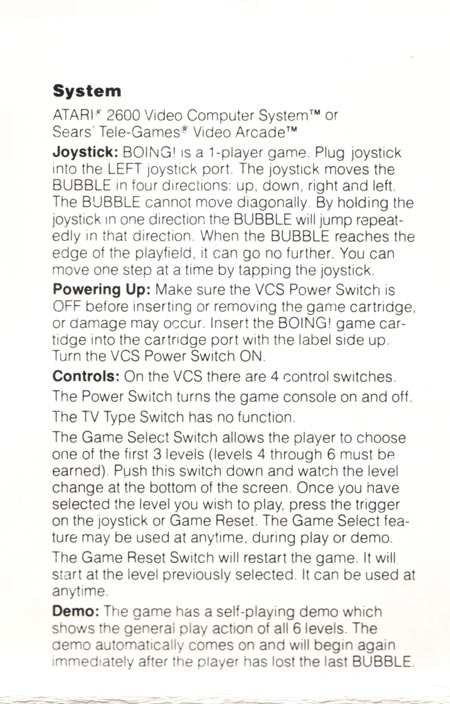 System
ATARI® 2600 Video Computer System™ or
Sears' Tele-Games® Video Arcade™
Joystick: BOING! is a 1-player game. Plug joystick
into the LEFT joystick port. The joystick moves the
BUBBLE in four directions: up, down, right and left.
The BUBBLE cannot move diagonally. By holding the
joystick in one direction the BUBBLE will jump repeat-
edly in that direction. When the BUBBLE reaches the
edge of the playfield, it can go no further. You can
move one step at a time by tapping the joystick.
Powering Up: Make sure the VCS Power Switch is
OFF before inserting or removing the game cartridge,
or damage may occur. Insert the BOING! game car-
tridge into the cartridge port with the label side up.
Turn the VCS Power Switch ON.
Controls: On the VCS there are 4 control switches.
The Power Switch turns the game console on and off.
The TV Type Switch has no function.
The Game Select Switch allows the player to choose
one of the first 3 levels (levels 4 through 6 must be
earned). Push this switch down and watch the level
change at the bottom of the screen. Once you have
selected the level you wish to play, press the trigger
on the joystick or Game Reset. The Game Select fea-
ture may be used at anytime, during play or demo.
The Game Reset Switch will restart the game. It will
start at the level previously selected. It can be used at
anytime.
Demo: The game has a self-playing demo which
shows the general play action of all 6 levels. The
demo automatically comes on and will begin again
immediately after the player has lost the last BUBBLE.